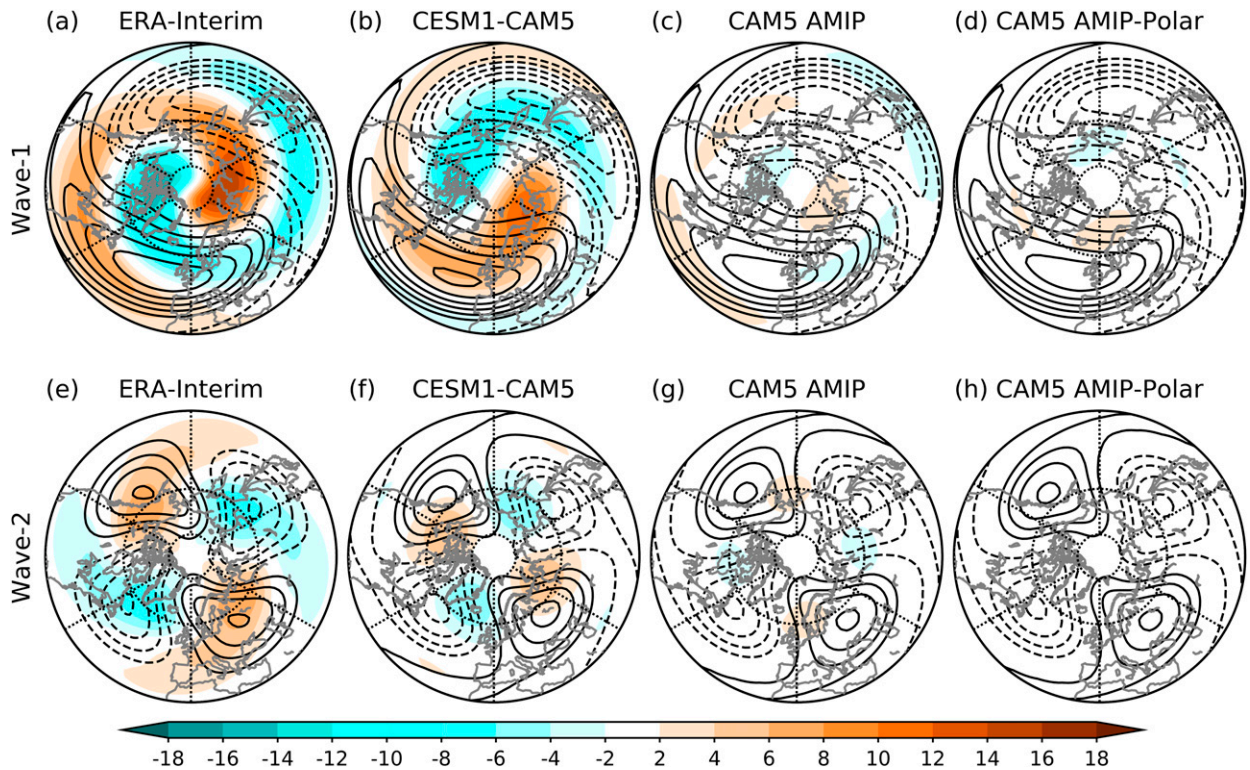 (a) ERA-Interim (b) CESM1-CAM5 (c) CAM5 AMIP (d) CAM5 AMIP-Polar
Wave-1
(e) ERA-Interim (f) CESM1-CAM5 (g) CAM5 AMIP (h) CAM5 AMIP-Polar
Wave-2
-18 -16 -14 -12 -10 -8 -6 -4 -2 2 4 6 8 10 12 14 16 18